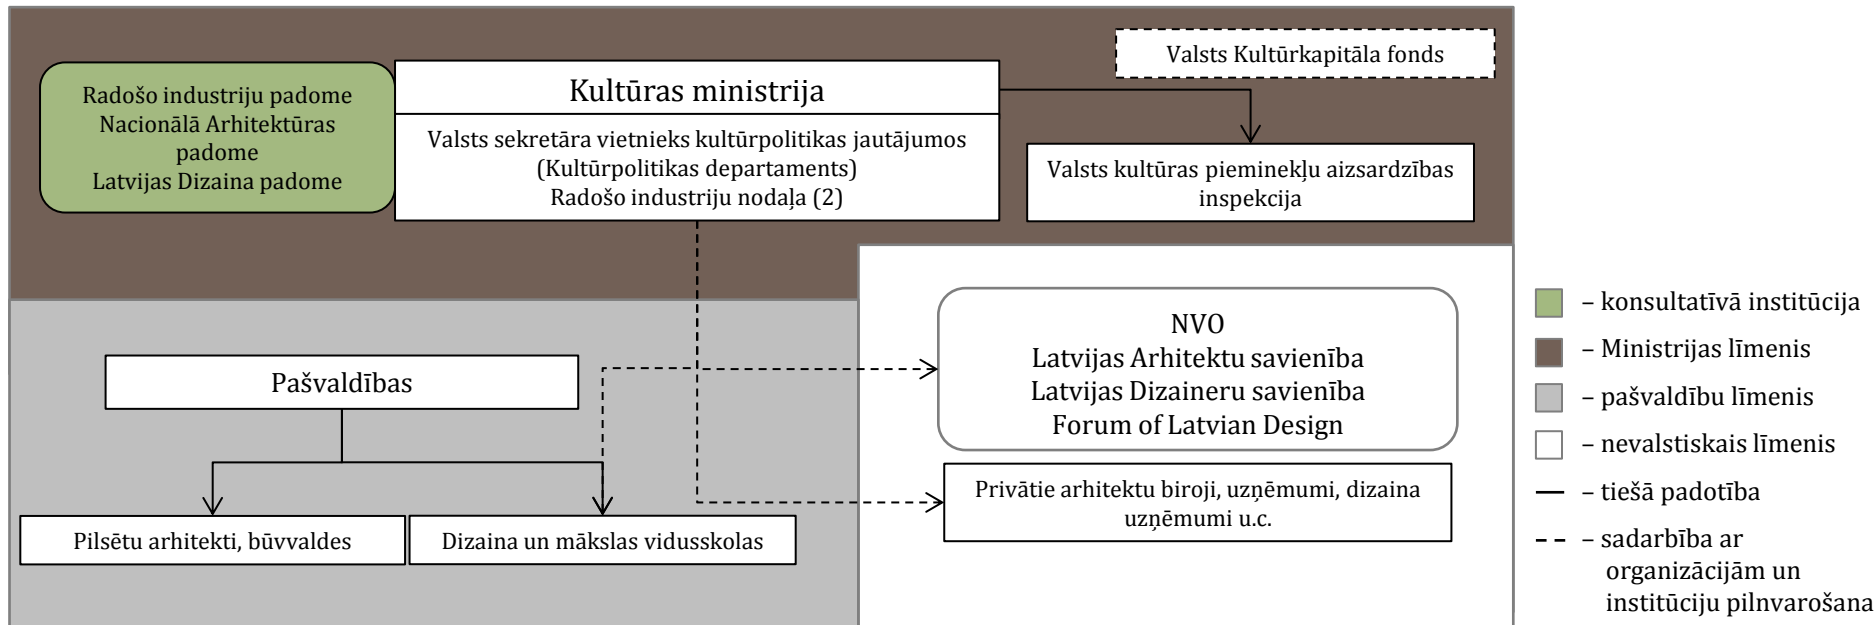 Valsts Kultūrkapitāla fonds
Radošo industriju padome
Nacionālā Arhitektūras
padome
Latvijas Dizaina padome
Kultūras ministrija
Valsts sekretāra vietnieks kultūrpolitikas jautājumos
(Kultūrpolitikas departaments)
Radošo industriju nodaļa (2)
Valsts kultūras pieminekļu aizsardzības
inspekcija
Pašvaldības
Pilsētu arhitekti, būvvaldes
Dizaina un mākslas vidusskolas
NVO
Latvijas Arhitektu savienība
Latvijas Dizaineru savienība
Forum of Latvian Design
Privātie arhitektu biroji, uzņēmumi, dizaina
uzņēmumi u.c.
– konsultatīvā institūcija
– Ministrijas līmenis
– pašvaldību līmenis
– nevalstiskais līmenis
– tiešā padotība
– sadarbība ar
organizācijām un
institūciju pilnvarošana